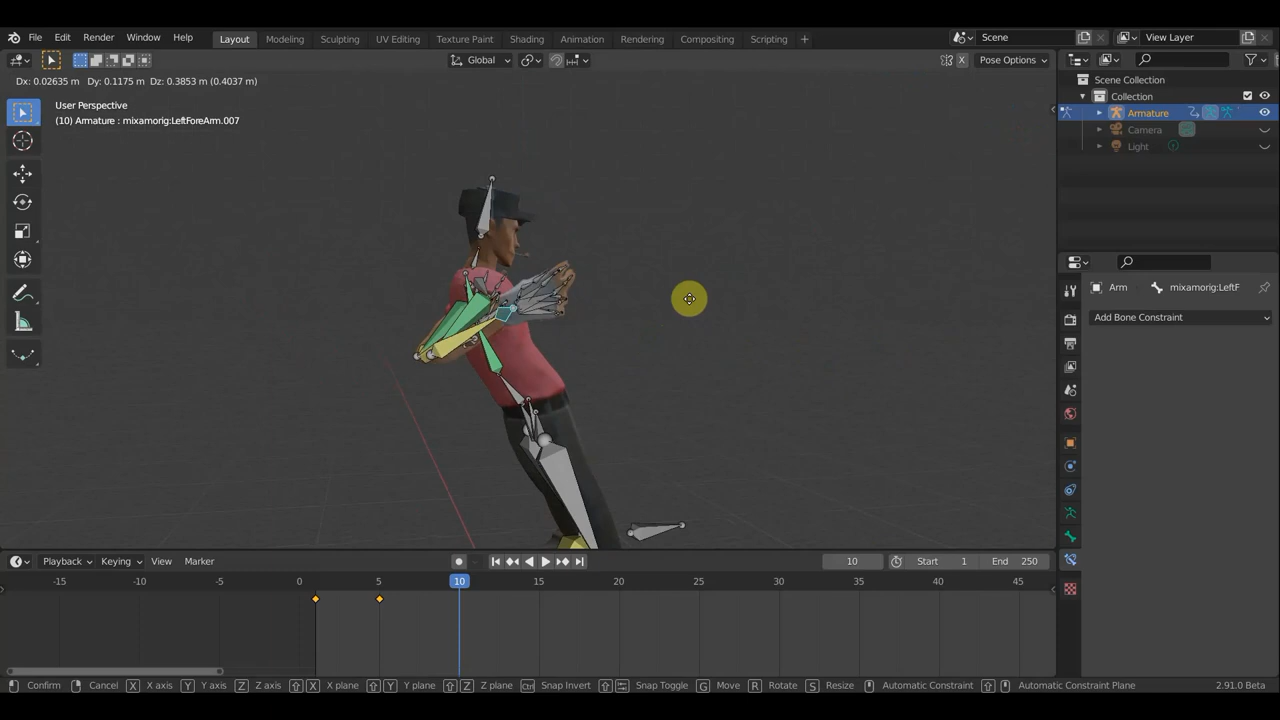 File Edit Render Window Help Layout Modeling Sculpting UV Editing Texture Paint Shading Animation Rendering Compositing Scripting + Scene View Layer
Global Pose Options
Dx: 0.02635 m Dy: 0.1175 m Dz: 0.3853 m (0.4037 m)
User Perspective
(10) Armature : mixamorig:LeftForeArm.007
Scene Collection
Collection
Armature
Camera
Light
Arm mixamorig:LeftF
Add Bone Constraint
Playback Keying View Marker 10 Start 1 End 250
-15 -10 -5 0 5 10 15 20 25 30 35 40 45
Confirm Cancel X X axis Y Y axis Z Z axis X X plane Y Y plane Z Z plane Ctrl Snap Invert Snap Toggle G Move R Rotate S Resize Automatic Constraint Automatic Constraint Plane 2.91.0 Beta